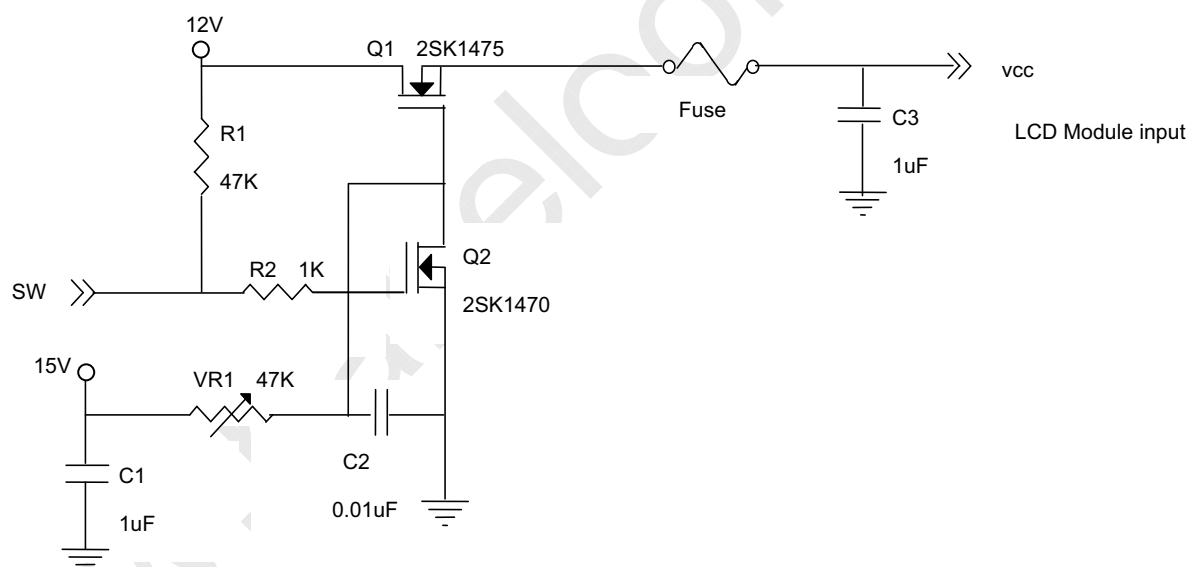 12V
Q1 2SK1475
Fuse
vcc
C3
1uF
LCD Module input
R1
47K
SW
R2 1K
Q2
2SK1470
15V
VR1 47K
C1
1uF
C2
0.01uF